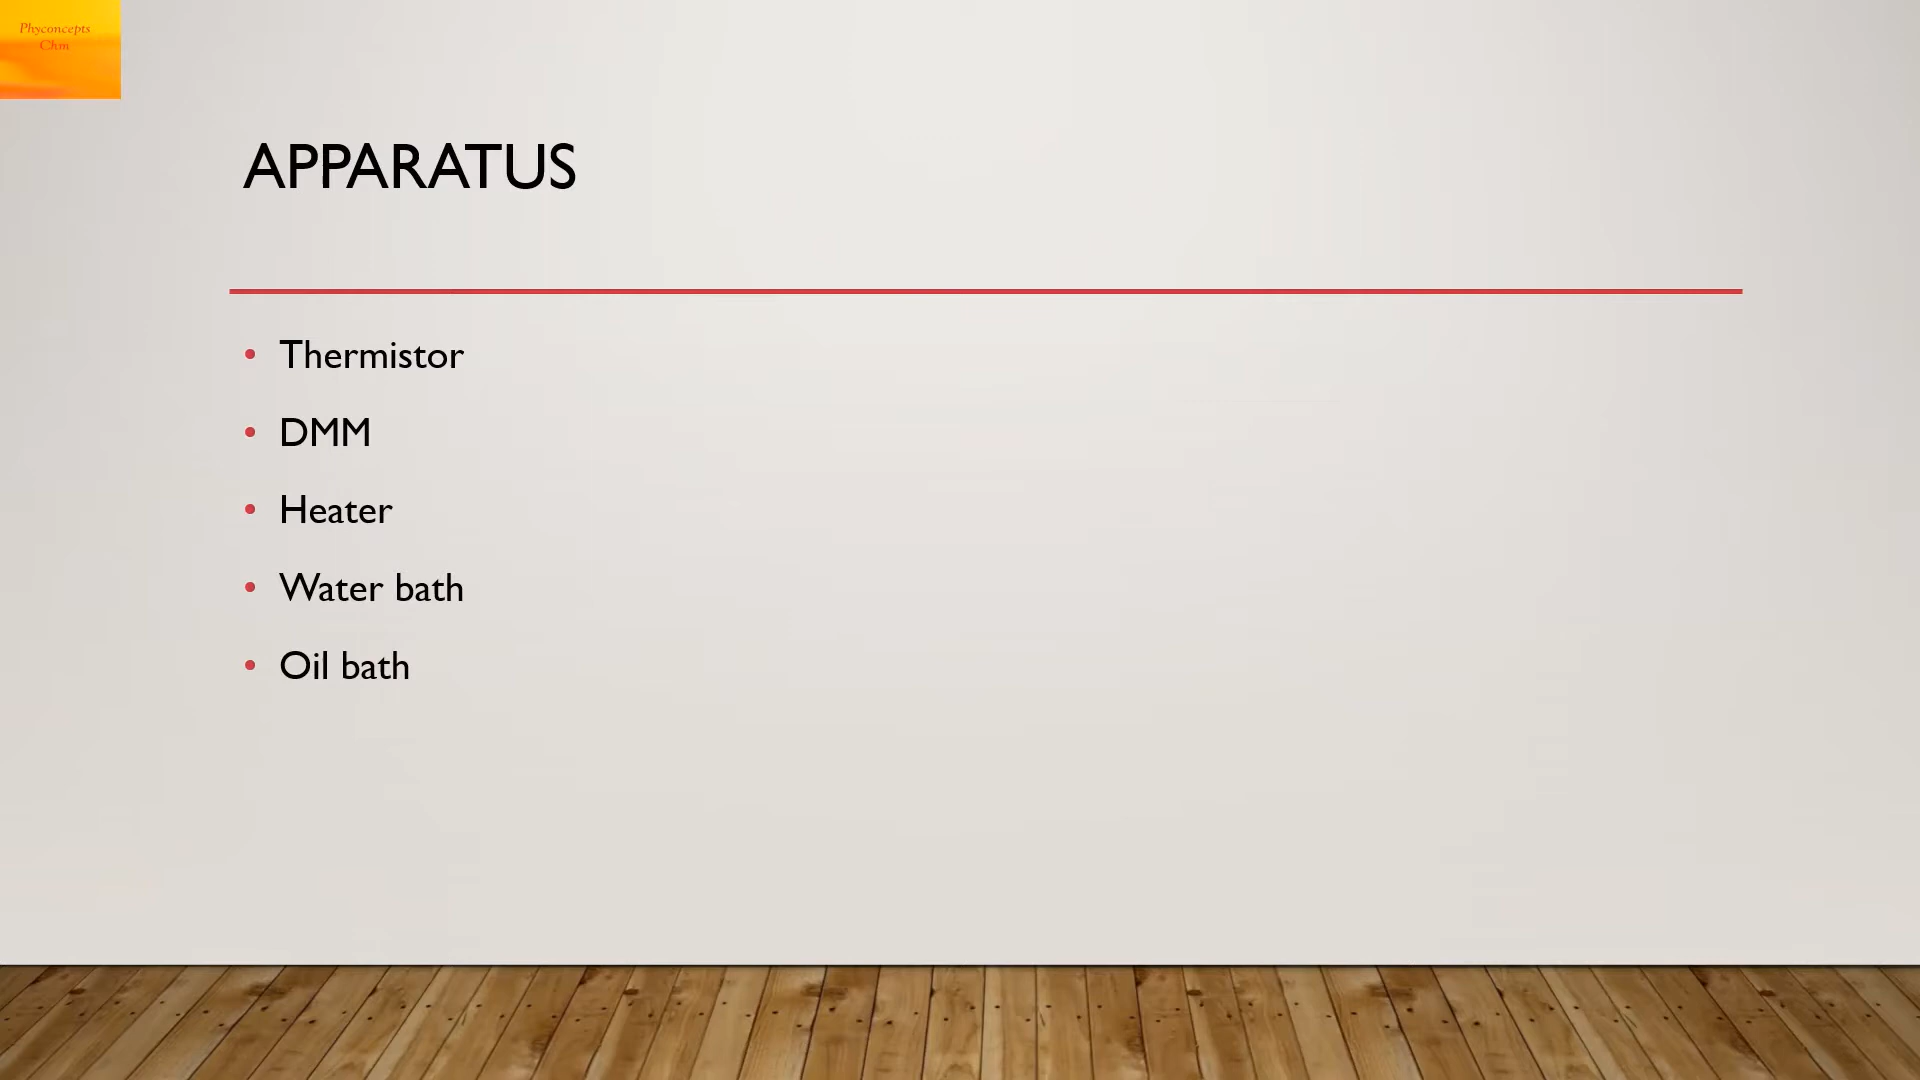 Phyconcepts
Chm
APPARATUS
• Thermistor
• DMM
• Heater
• Water bath
• Oil bath